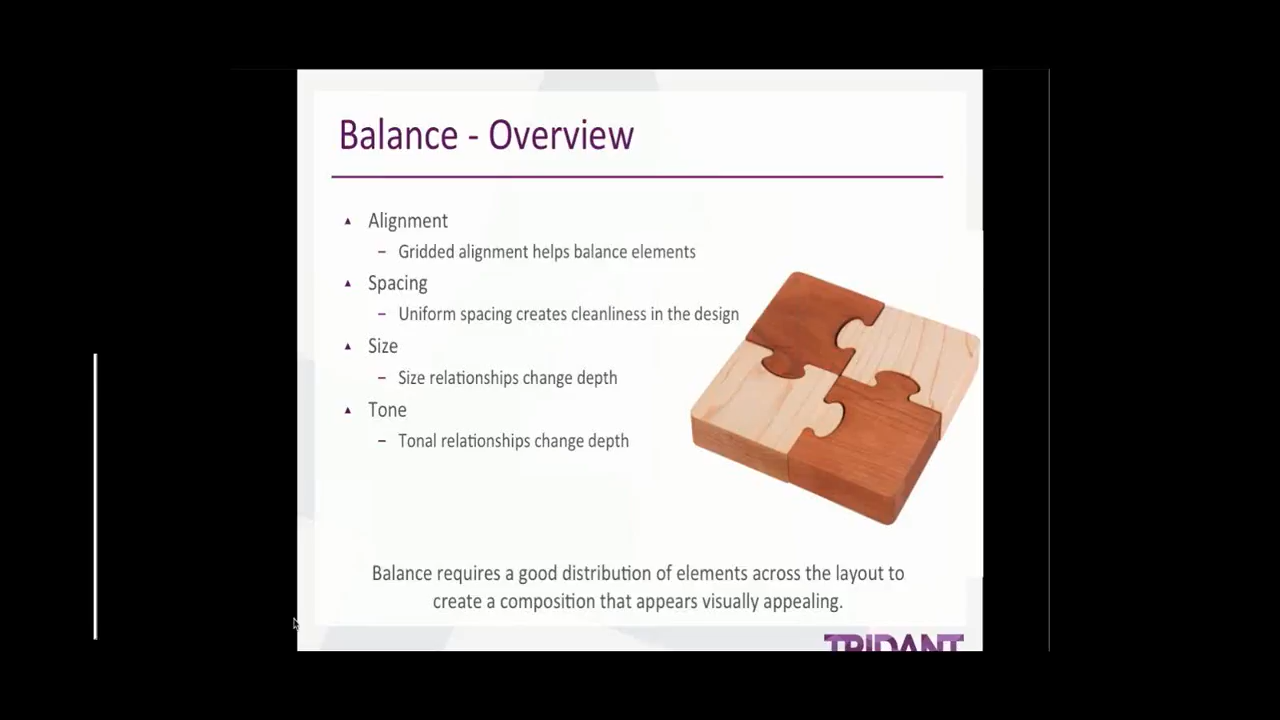 Balance - Overview
▲ Alignment
– Gridded alignment helps balance elements
▲ Spacing
– Uniform spacing creates cleanliness in the design
▲ Size
– Size relationships change depth
▲ Tone
– Tonal relationships change depth
Balance requires a good distribution of elements across the layout to
create a composition that appears visually appealing.
TRIDANT